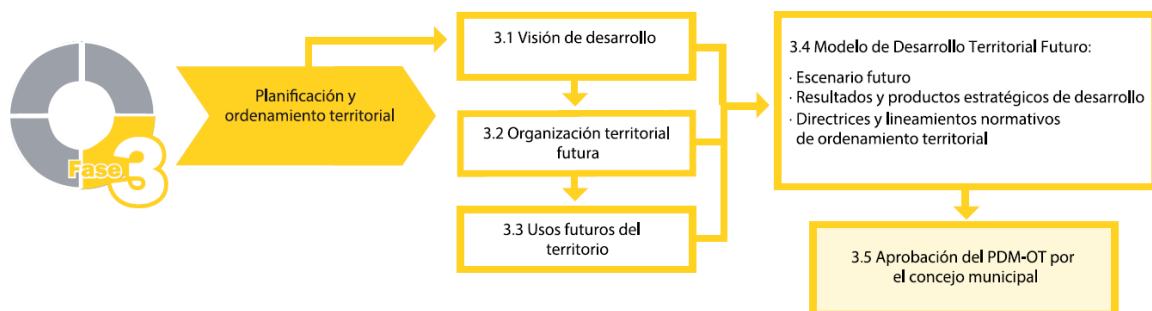 Fase 3
Planificación y
ordenamiento territorial
3.1 Visión de desarrollo
3.2 Organización territorial
futura
3.3 Usos futuros del
territorio
3.4 Modelo de Desarrollo Territorial Futuro:
· Escenario futuro
· Resultados y productos estratégicos de desarrollo
· Directrices y lineamientos normativos
de ordenamiento territorial
3.5 Aprobación del PDM-OT por
el concejo municipal